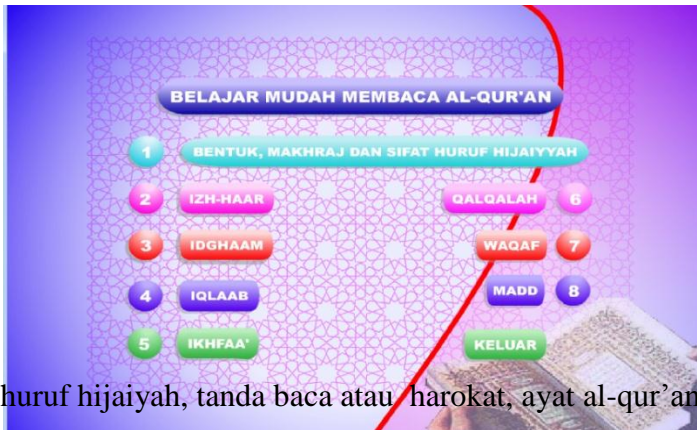 BELAJAR MUDAH MEMBACA AL-QUR'AN
1 BENTUK, MAKHRAJ DAN SIFAT HURUF HIJAIYYAH
2 IZH-HAAR
QALQALAH 6
3 IDGHAAM
WAQAF 7
4 IQLAAB
MADD 8
5 IKHFAA'
KELUAR
huruf hijaiyah, tanda baca atau harokat, ayat al-qur’an